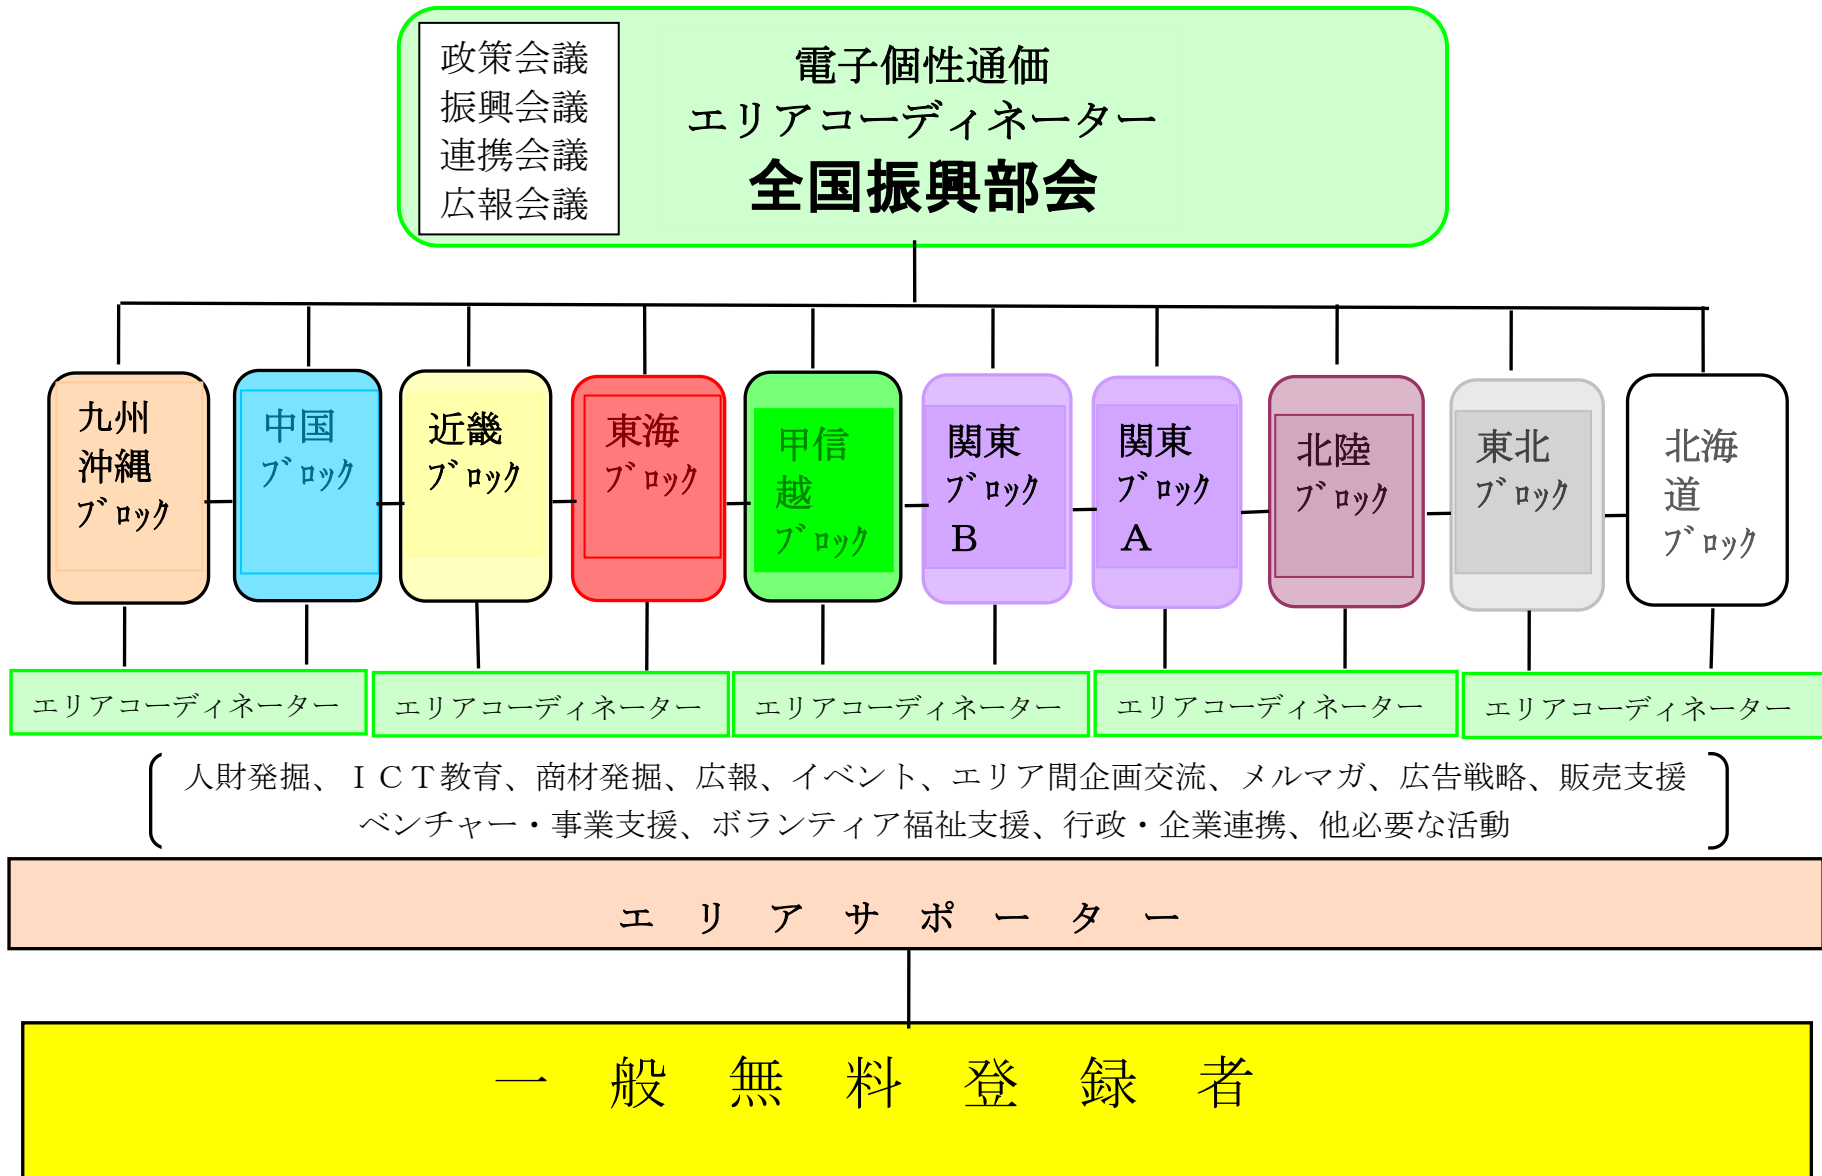 政策会議
振興会議
連携会議
広報会議
電子個性通価
エリアコーディネーター
全国振興部会
九州
沖縄
ﾌﾞﾛｯｸ
中国
ﾌﾞﾛｯｸ
近畿
ﾌﾞﾛｯｸ
東海
ﾌﾞﾛｯｸ
甲信
越
ﾌﾞﾛｯｸ
関東
ﾌﾞﾛｯｸ
B
関東
ﾌﾞﾛｯｸ
A
北陸
ﾌﾞﾛｯｸ
東北
ﾌﾞﾛｯｸ
北海
道
ﾌﾞﾛｯｸ
エリアコーディネーター
エリアコーディネーター
エリアコーディネーター
エリアコーディネーター
エリアコーディネーター
人財発掘、ＩＣＴ教育、商材発掘、広報、イベント、エリア間企画交流、メルマガ、広告戦略、販売支援
ベンチャー・事業支援、ボランティア福祉支援、行政・企業連携、他必要な活動
エ　リ　ア　サ　ポ　ー　タ　ー
一　般　無　料　登　録　者